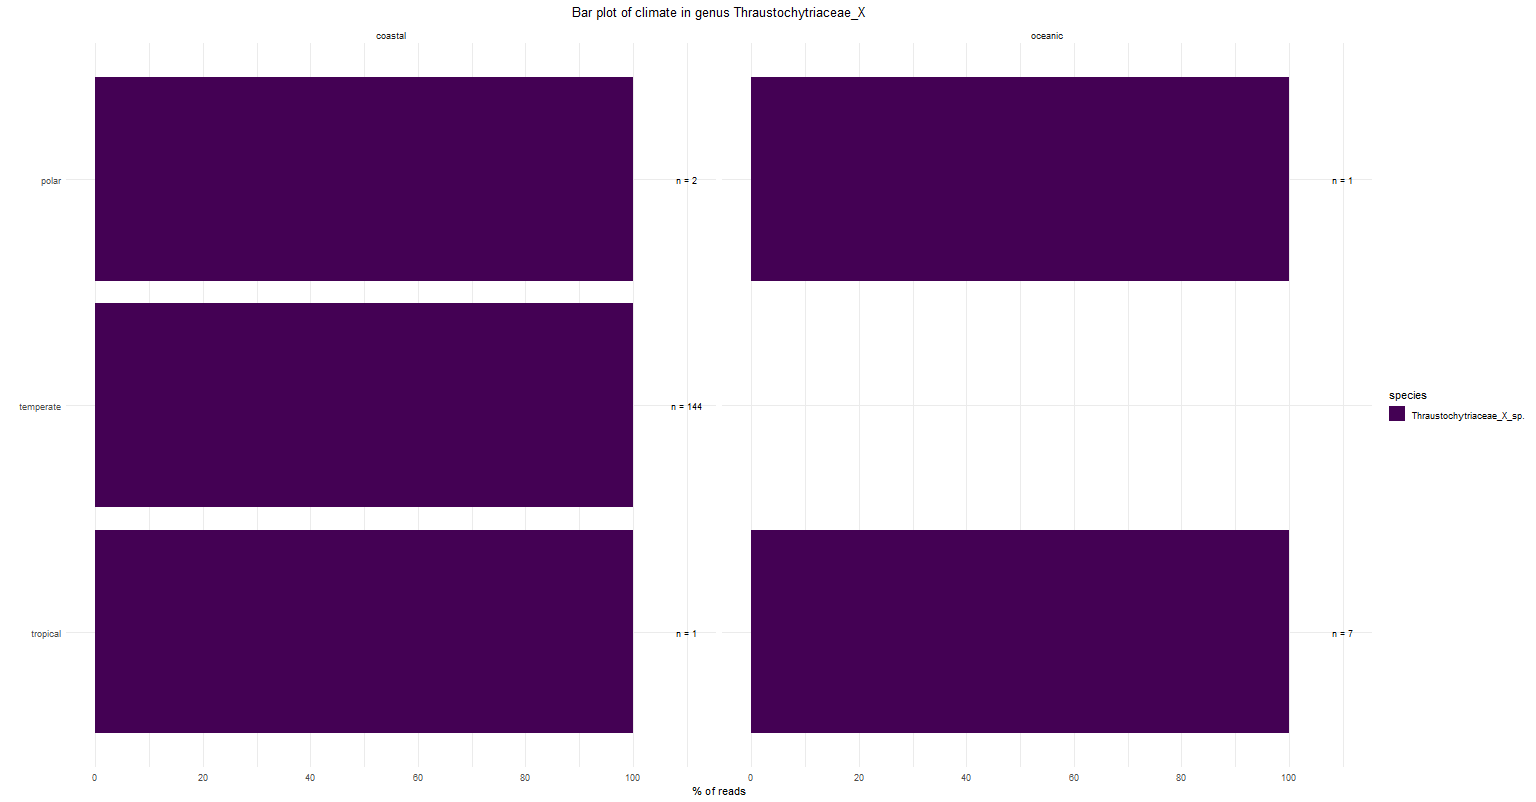 Bar plot of climate in genus Thraustochytriaceae_X
coastal
oceanic
polar
n = 2
n = 1
temperate
n = 144
species
Thraustochytriaceae_X_sp.
tropical
n = 1
n = 7
0 20 40 60 80 100
0 20 40 60 80 100
% of reads